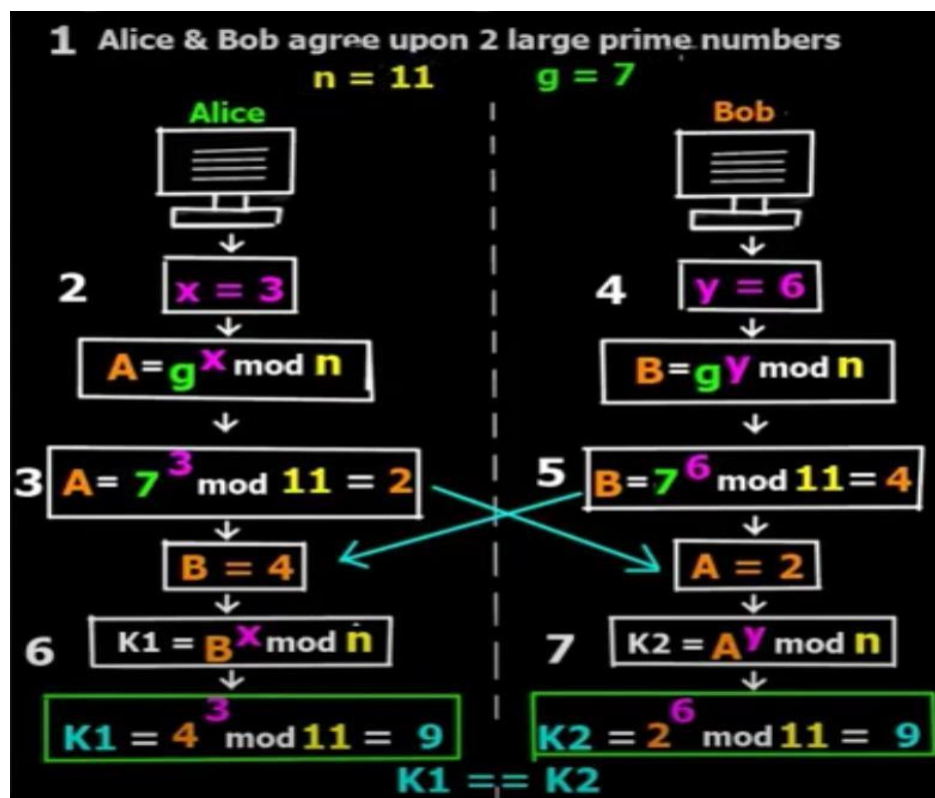 1 Alice & Bob agree upon 2 large prime numbers
n = 11 g = 7
Alice Bob
2 x = 3 4 y = 6
A=g^x mod n B=g^y mod n
3 A= 7^3 mod 11 = 2 5 B=7^6 mod 11= 4
B = 4 A = 2
6 K1 = B^x mod n 7 K2 = A^y mod n
K1 = 4^3 mod 11 = 9 K2 = 2^6 mod 11 = 9
K1 == K2